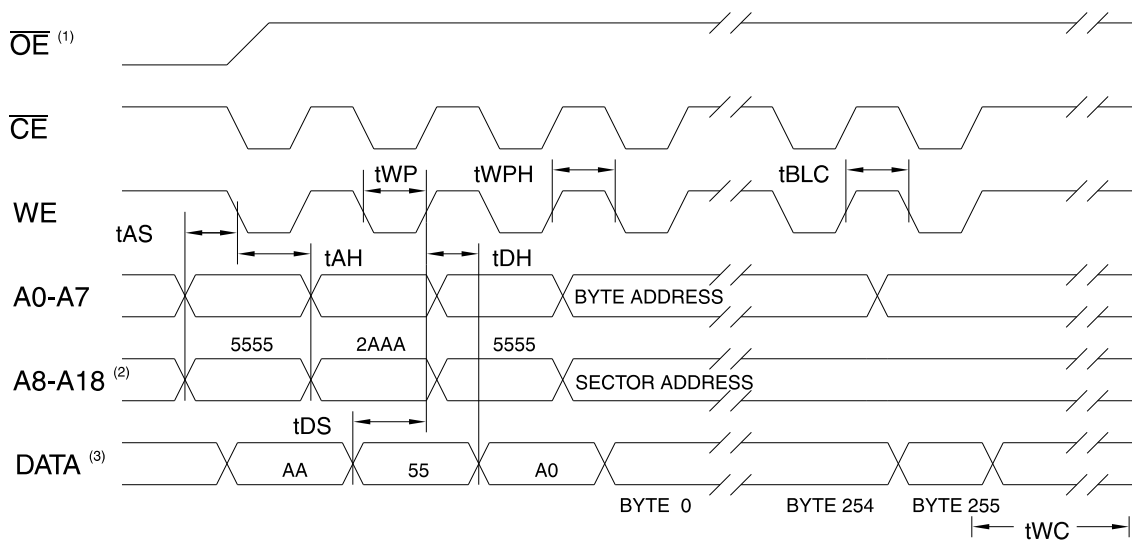 OE (1)
CE
tWP tWPH tBLC
WE
tAS
tAH tDH
A0-A7 BYTE ADDRESS
5555 2AAA 5555
A8-A18 (2) SECTOR ADDRESS
tDS
DATA (3) AA 55 A0
BYTE 0 BYTE 254 BYTE 255
tWC